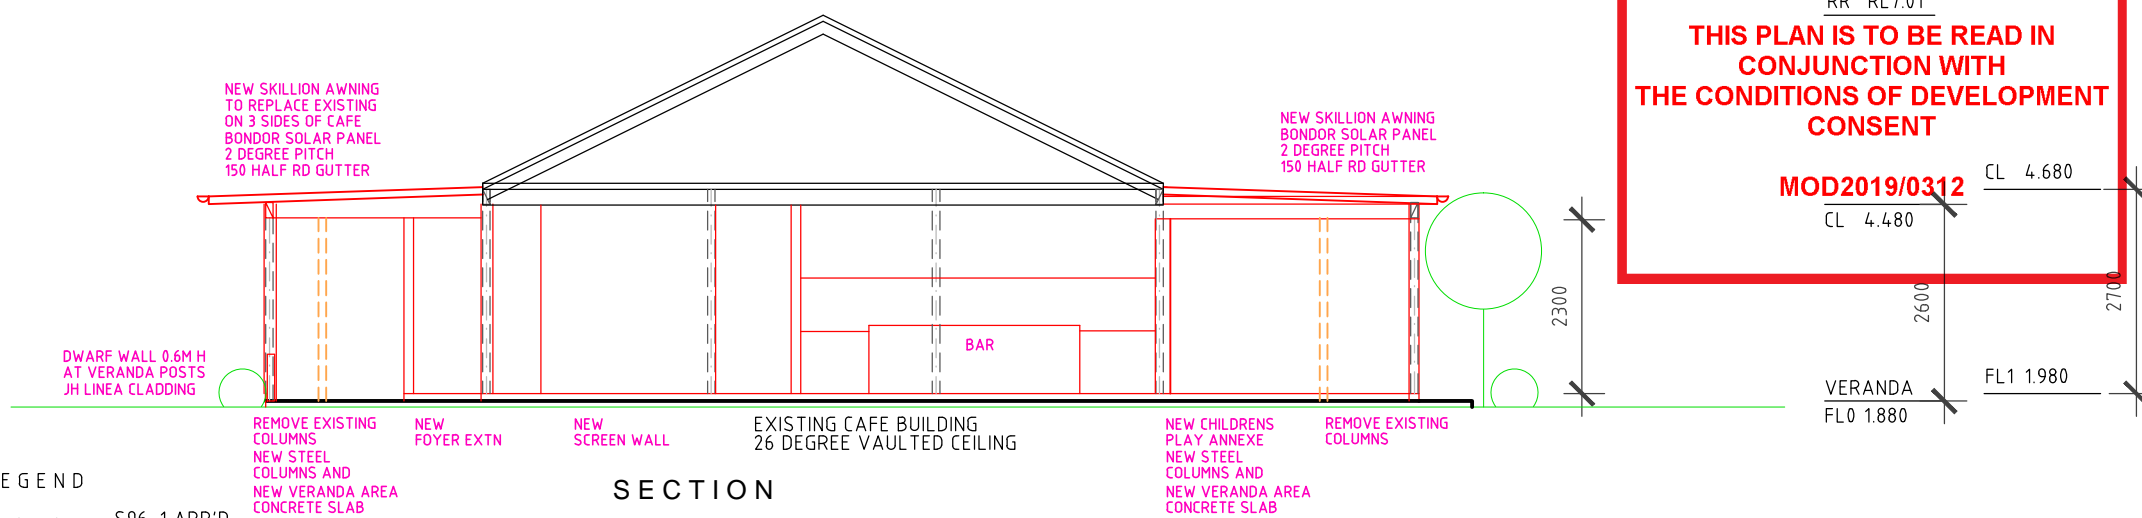 RR RL7.01
THIS PLAN IS TO BE READ IN
CONJUNCTION WITH
THE CONDITIONS OF DEVELOPMENT
CONSENT
MOD2019/0312
CL 4.680
CL 4.480
NEW SKILLION AWNING
TO REPLACE EXISTING
ON 3 SIDES OF CAFE
BONDOR SOLAR PANEL
2 DEGREE PITCH
150 HALF RD GUTTER
NEW SKILLION AWNING
BONDOR SOLAR PANEL
2 DEGREE PITCH
150 HALF RD GUTTER
2300
2600
2700
BAR
DWARF WALL 0.6M H
AT VERANDA POSTS
JH LINEA CLADDING
VERANDA
FL0 1.880
FL1 1.980
REMOVE EXISTING
COLUMNS
NEW STEEL
COLUMNS AND
NEW VERANDA AREA
CONCRETE SLAB
NEW
FOYER EXTN
NEW
SCREEN WALL
EXISTING CAFE BUILDING
26 DEGREE VAULTED CEILING
NEW CHILDRENS
PLAY ANNEXE
NEW STEEL
COLUMNS AND
NEW VERANDA AREA
CONCRETE SLAB
REMOVE EXISTING
COLUMNS
SECTION
EGEND